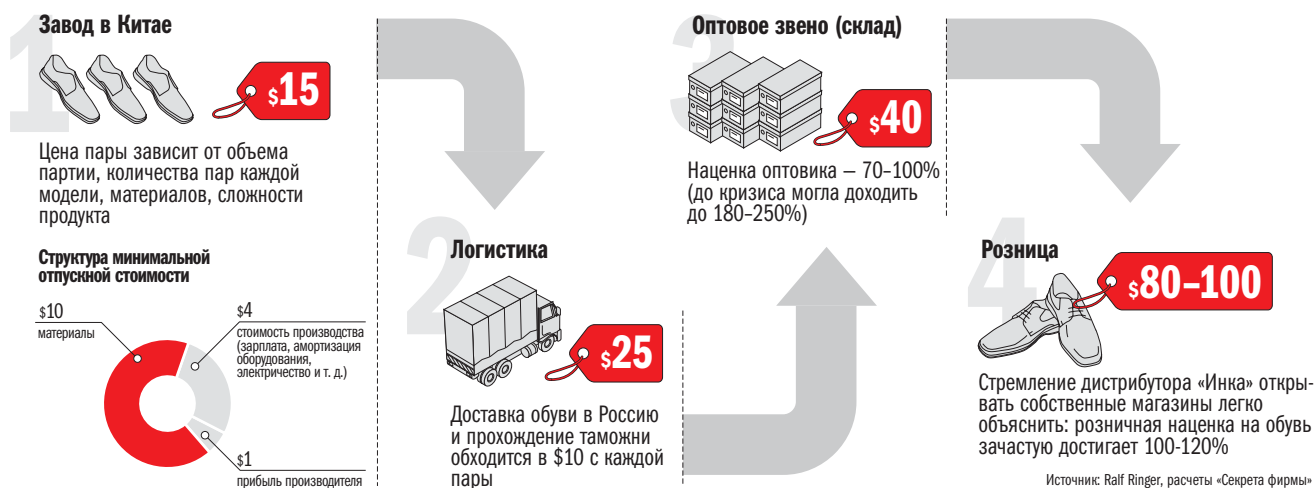 1
Завод в Китае
$15
Цена пары зависит от объема
партии, количества пар каждой
модели, материалов, сложности
продукта
Структура минимальной
отпускной стоимости
$10
материалы
$4
стоимость производства
(зарплата, амортизация
оборудования,
электричество и т. д.)
$1
прибыль производителя
2
Логистика
$25
Доставка обуви в Россию
и прохождение таможни
обходится в $10 с каждой
пары
3
Оптовое звено (склад)
$40
Наценка оптовика — 70–100%
(до кризиса могла доходить
до 180–250%)
4
Розница
$80–100
Стремление дистрибутора «Инка» откры-
вать собственные магазины легко
объяснить: розничная наценка на обувь
зачастую достигает 100-120%
Источник: Ralf Ringer, расчеты «Секрета фирмы»